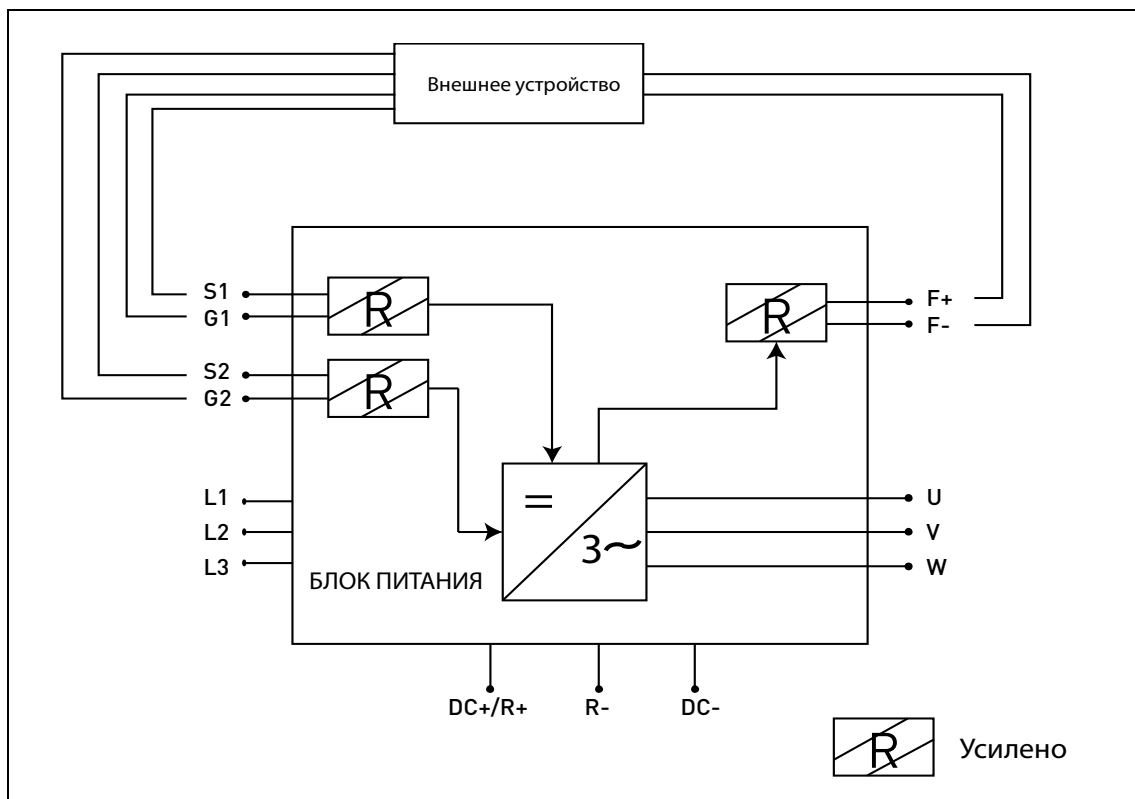 Внешнее устройство
S1
G1
S2
G2
R
R
R
F+
F-
L1
L2
L3
=
3~
U
V
W
БЛОК ПИТАНИЯ
DC+/R+
R-
DC-
R
Усилено